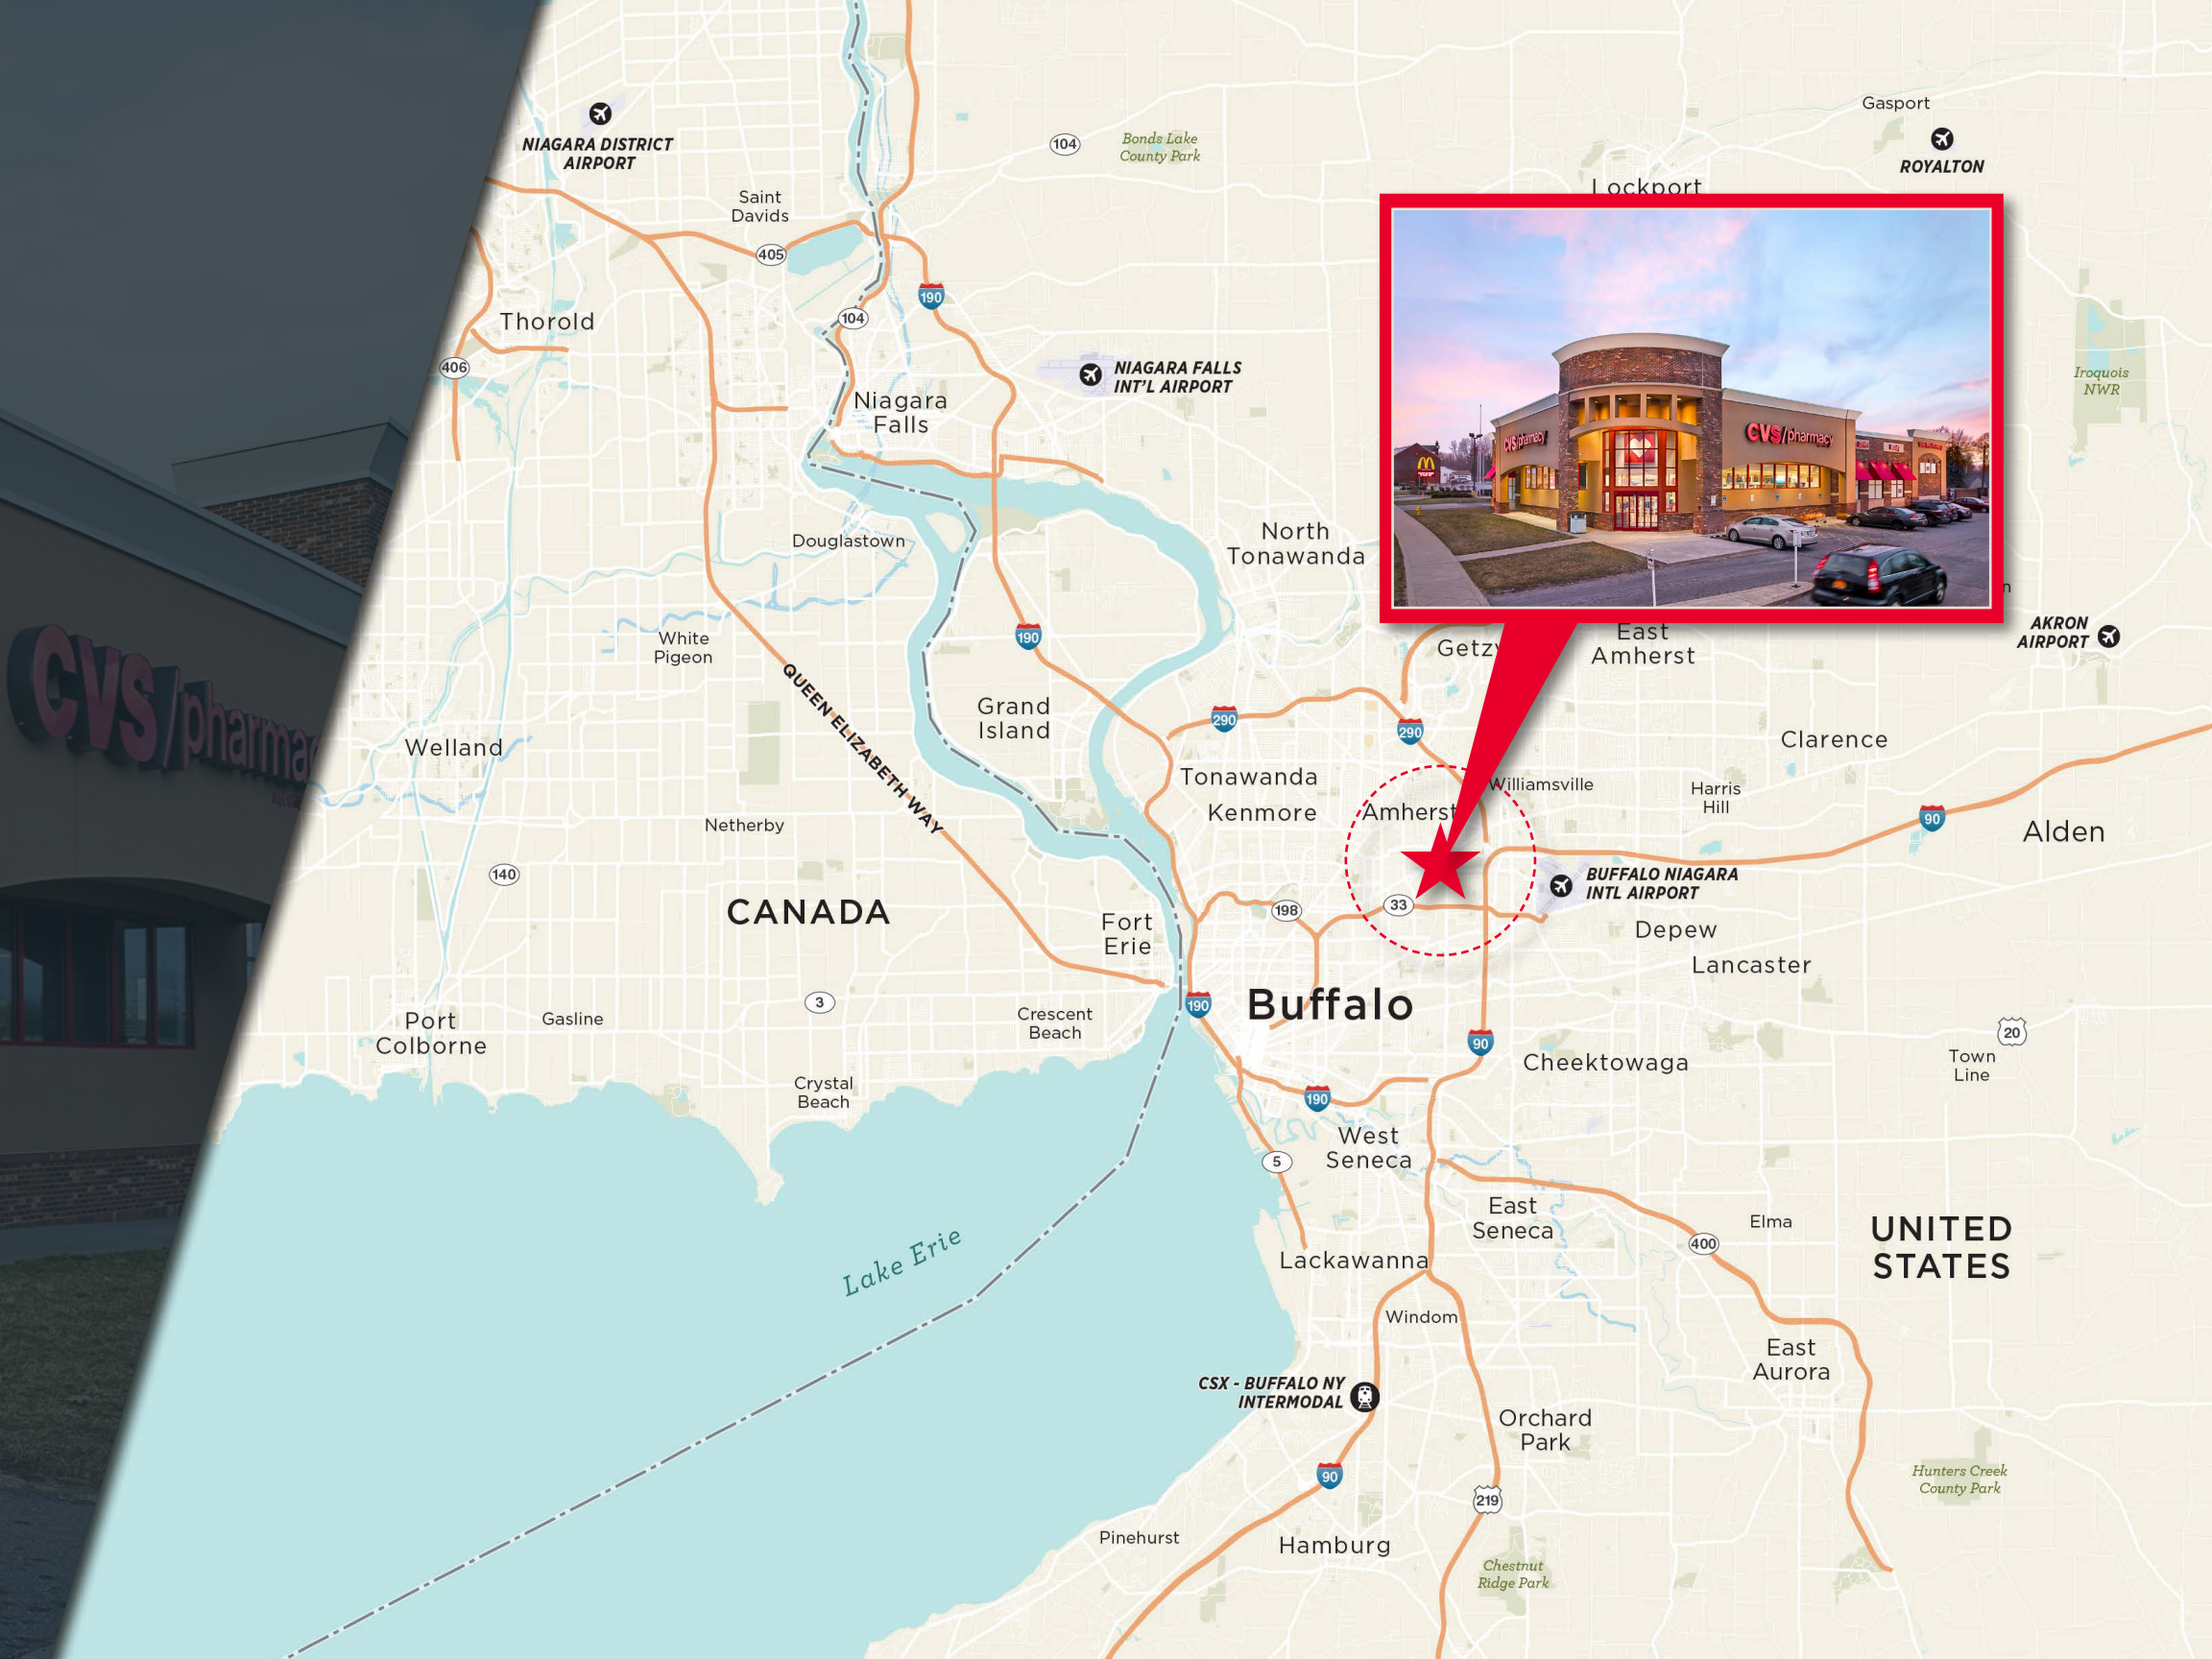 NIAGARA DISTRICT
AIRPORT
Gasport
ROYALTON
104
Bonds Lake
County Park
Lockport
Saint
Davids
405
190
104
Thorold
406
NIAGARA FALLS
INT'L AIRPORT
Niagara
Falls
Iroquois
NWR
CVS/pharmacy
CVS/pharmacy
North
Tonawanda
Douglastown
190
White
Pigeon
AKRON
AIRPORT
East
Amherst
CVS/pharma
QUEEN ELIZABETH WAY
Grand
Island
290
290
Welland
Clarence
Tonawanda
Kenmore
Amherst
Williamsville
Harris
Hill
90
Alden
Netherby
140
CANADA
BUFFALO NIAGARA
INTL AIRPORT
198
33
Fort
Erie
Depew
Lancaster
3
190
Buffalo
Port
Colborne
Gasline
Crescent
Beach
90
Cheektowaga
20
Town
Line
Crystal
Beach
190
West
Seneca
5
East
Seneca
Elma
400
UNITED
STATES
Lake Erie
Lackawanna
Windom
East
Aurora
CSX - BUFFALO NY
INTERMODAL
Orchard
Park
90
219
Hunters Creek
County Park
Pinehurst
Hamburg
Chestnut
Ridge Park